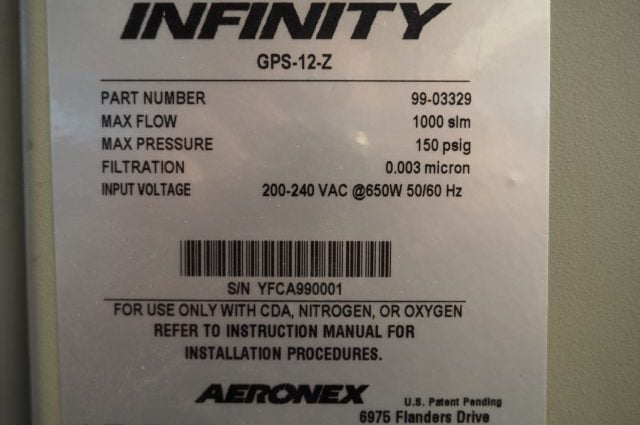 INFINITY
GPS-12-Z
PART NUMBER 99-03329
MAX FLOW 1000 slm
MAX PRESSURE 150 psig
FILTRATION 0.003 micron
INPUT VOLTAGE 200-240 VAC @650W 50/60 Hz
S/N YFCA990001
FOR USE ONLY WITH CDA, NITROGEN, OR OXYGEN
REFER TO INSTRUCTION MANUAL FOR
INSTALLATION PROCEDURES.
AERONEX U.S. Patent Pending
6975 Flanders Drive